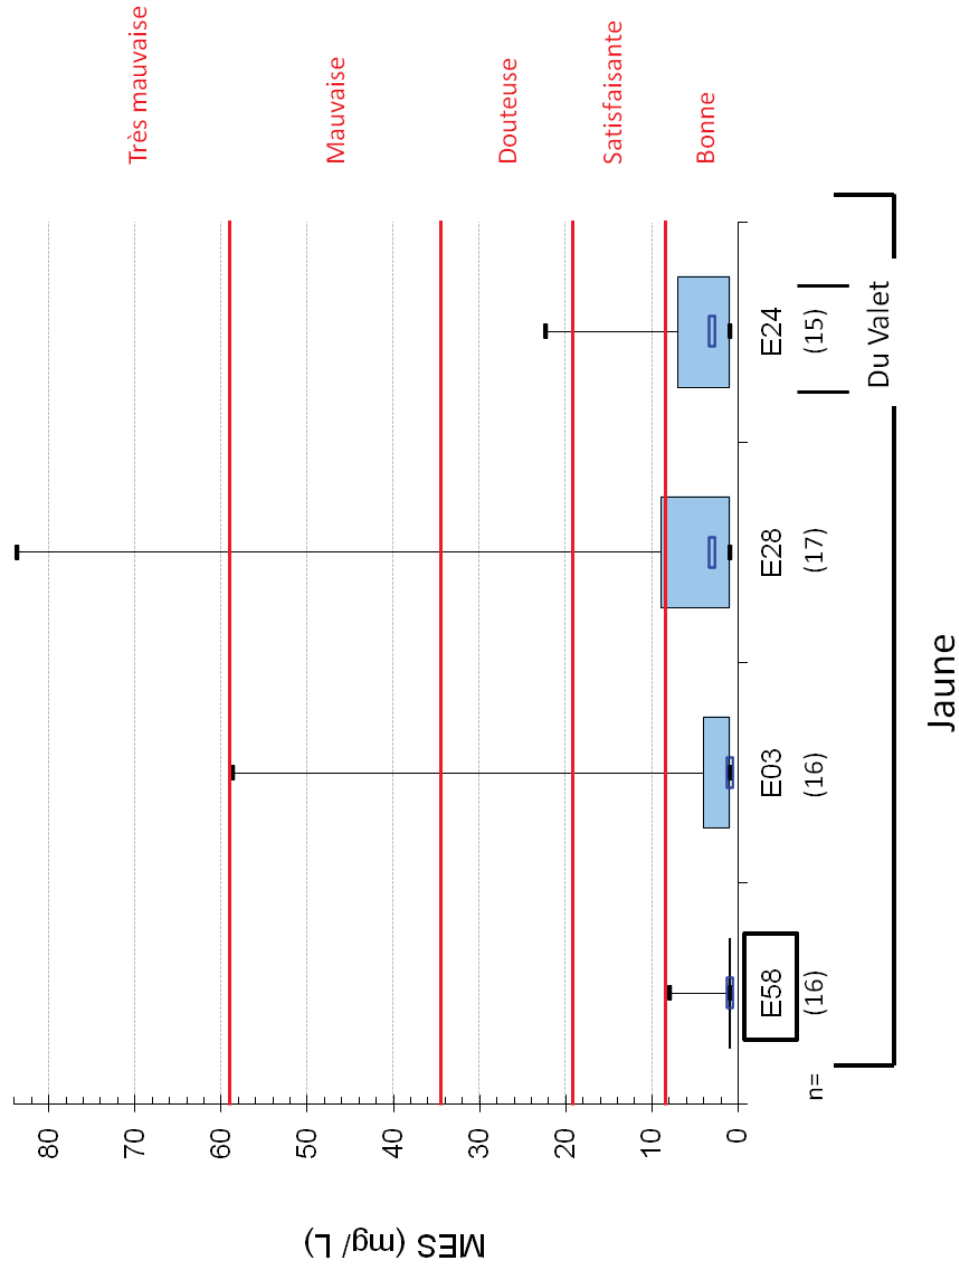 MES (mg/ L)
80
70
60
50
40
30
20
10
0
Très mauvaise
Mauvaise
Douteuse
Satisfaisante
Bonne
E58
E03
E28
E24
n=
(16)
(16)
(17)
(15)
Du Valet
Jaune